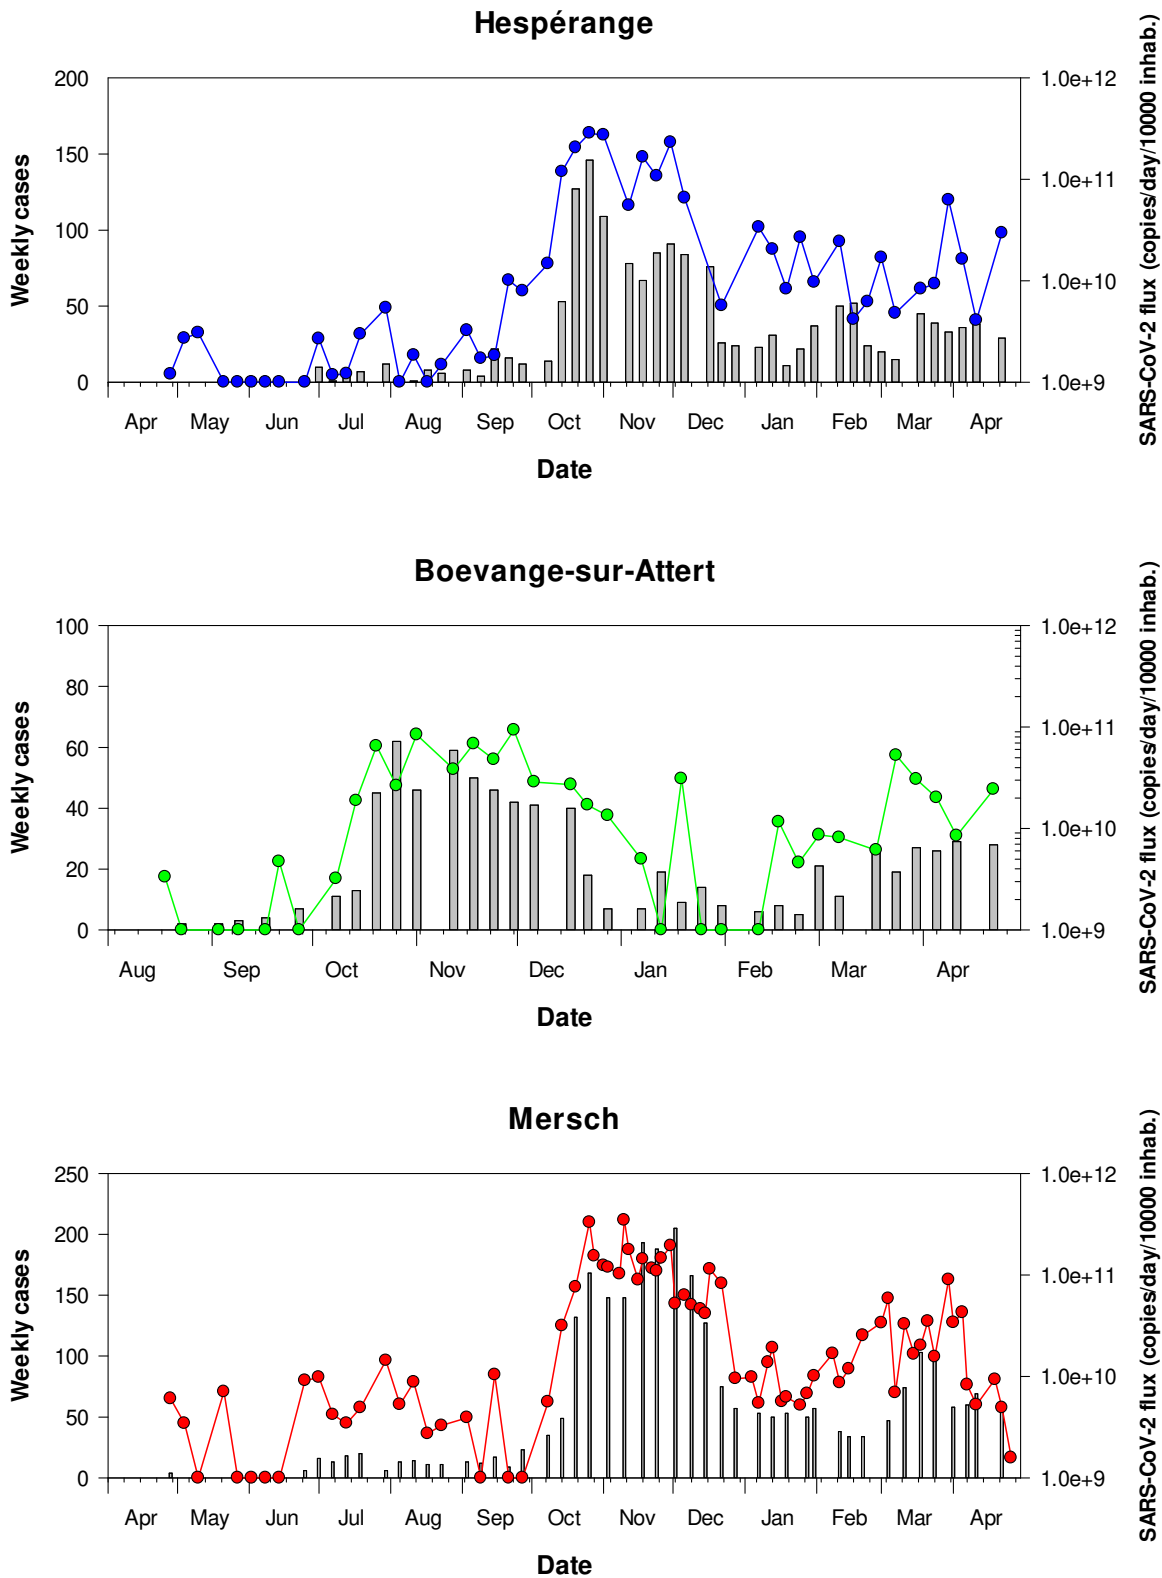 Hespérange
Weekly cases
SARS-CoV-2 flux (copies/day/10000 inhab.)
200
150
100
50
0
1.0e+12
1.0e+11
1.0e+10
1.0e+9
Apr May Jun Jul Aug Sep Oct Nov Dec Jan Feb Mar Apr
Date
Boevange-sur-Attert
Weekly cases
SARS-CoV-2 flux (copies/day/10000 inhab.)
100
80
60
40
20
0
1.0e+12
1.0e+11
1.0e+10
1.0e+9
Aug Sep Oct Nov Dec Jan Feb Mar Apr
Date
Mersch
Weekly cases
SARS-CoV-2 flux (copies/day/10000 inhab.)
250
200
150
100
50
0
1.0e+12
1.0e+11
1.0e+10
1.0e+9
Apr May Jun Jul Aug Sep Oct Nov Dec Jan Feb Mar Apr
Date